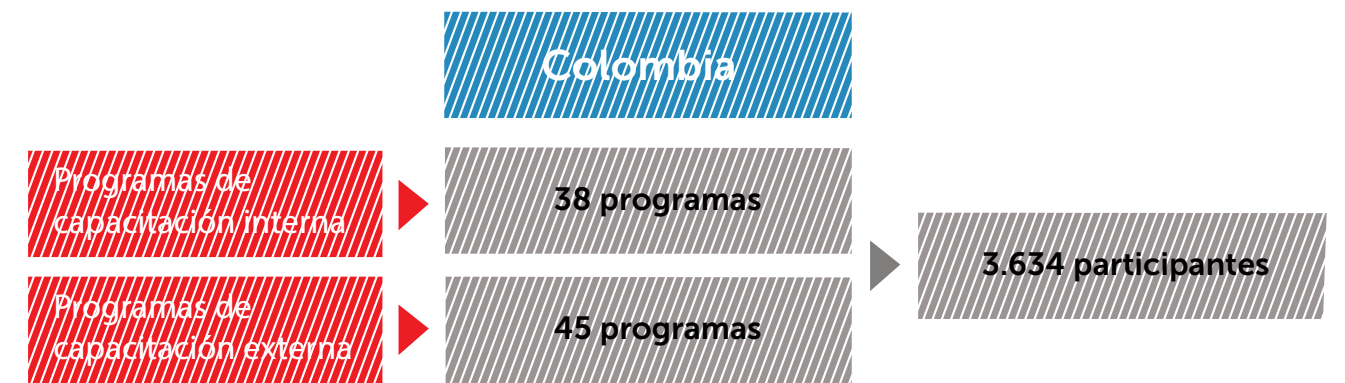 Colombia
Programas de
capacitación interna
38 programas
Programas de
capacitación externa
45 programas
3.634 participantes